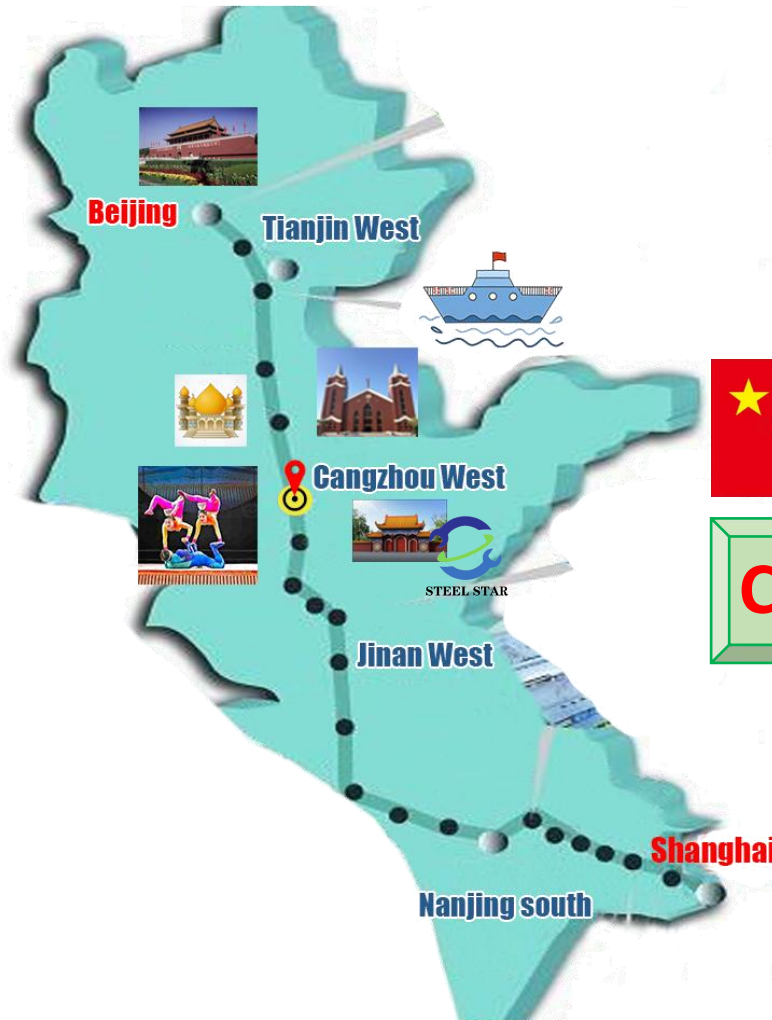 Beijing
Tianjin West
Cangzhou West
STEEL STAR
Jinan West
Shanghai
Nanjing south